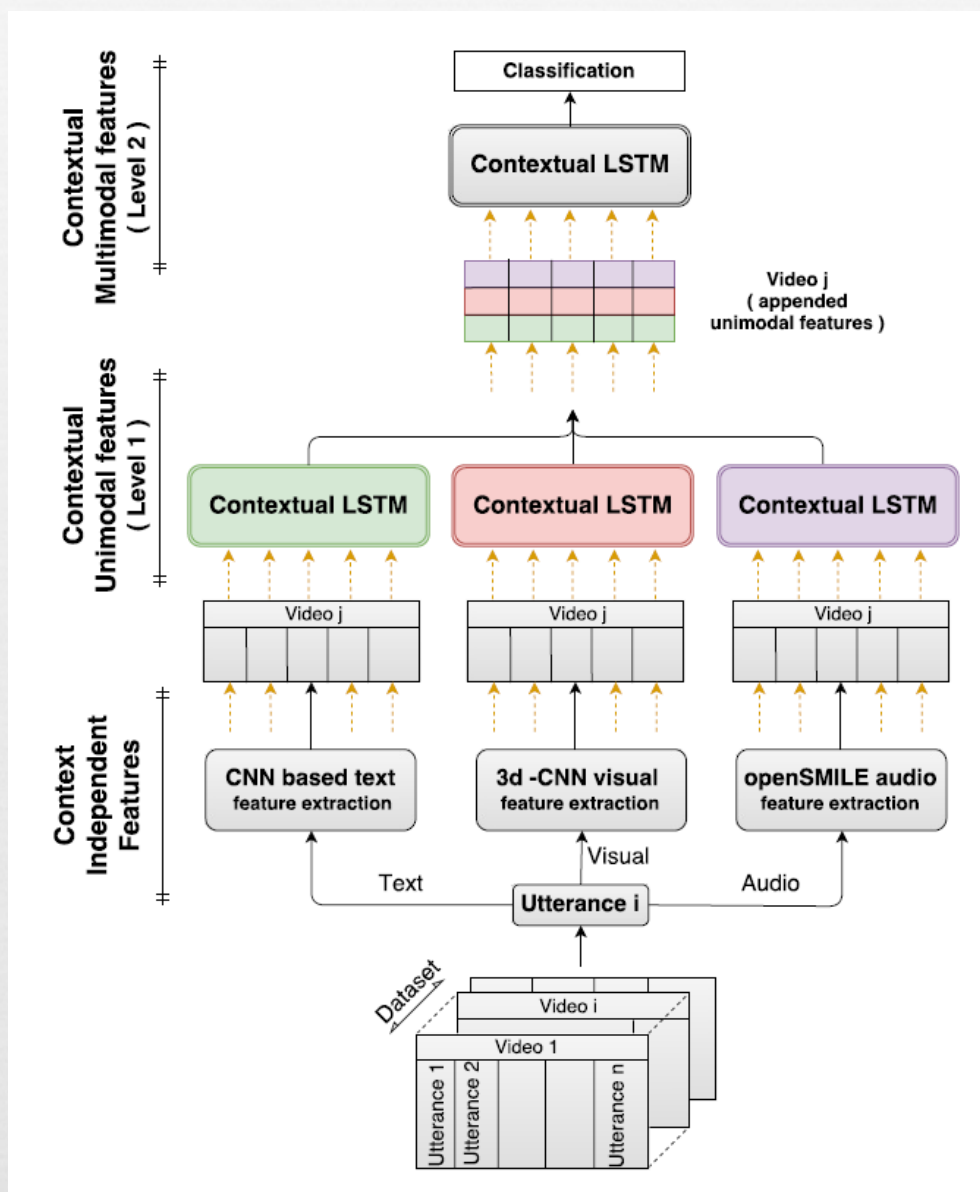 Contextual
Multimodal features
( Level 2 )
Classification
Contextual LSTM
Video j
( appended
unimodal features )
Contextual
Unimodal features
( Level 1 )
Contextual LSTM
Contextual LSTM
Contextual LSTM
Video j
Video j
Video j
Context
Independent
Features
CNN based text
feature extraction
3d -CNN visual
feature extraction
openSMILE audio
feature extraction
Text
Visual
Audio
Utterance i
Dataset
Video i
Video 1
Utterance 1
Utterance 2
Utterance n